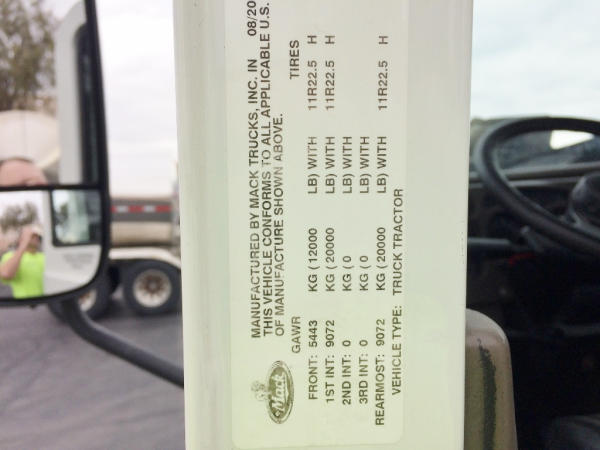 MANUFACTURED BY MACK TRUCKS, INC. IN 08/20
THIS VEHICLE CONFORMS TO ALL APPLICABLE U.S.
OF MANUFACTURE SHOWN ABOVE.
GAWR TIRES
FRONT: 5443 KG (12000 LB) WITH 11R22.5 H
1ST INT: 9072 KG (20000 LB) WITH 11R22.5 H
2ND INT: 0 KG (0 LB) WITH
3RD INT: 0 KG (0 LB) WITH
REARMOST: 9072 KG (20000 LB) WITH 11R22.5 H
VEHICLE TYPE: TRUCK TRACTOR
Mack